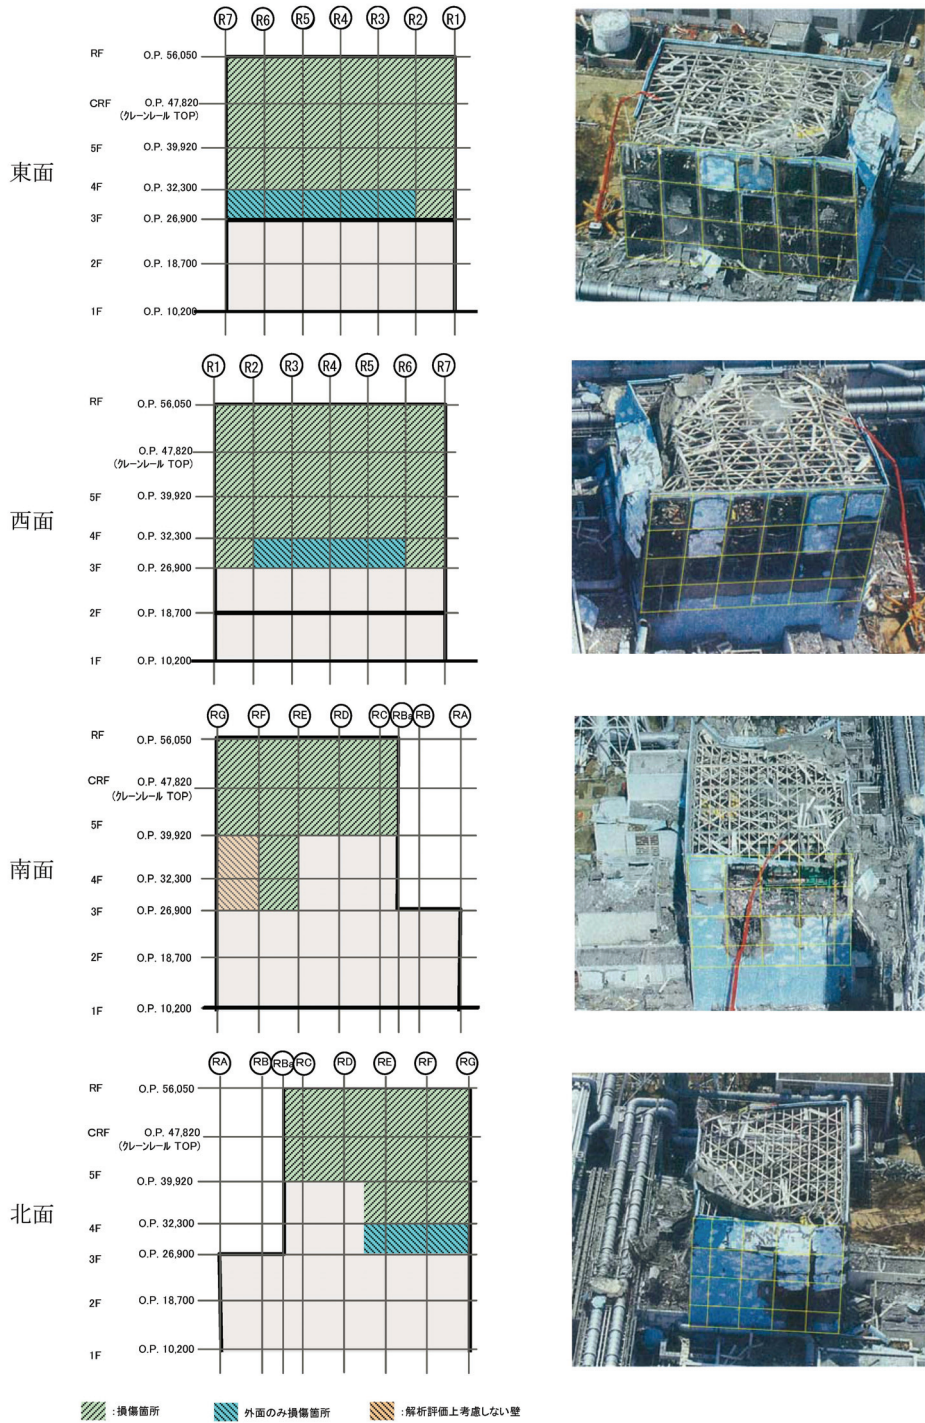 R7 R6 R5 R4 R3 R2 R1
RF O.P. 56,050
CRF O.P. 47,820
(クレーンレール TOP)
5F O.P. 39,920
東面
4F O.P. 32,300
3F O.P. 26,900
2F O.P. 18,700
1F O.P. 10,200
R1 R2 R3 R4 R5 R6 R7
RF O.P. 56,050
O.P. 47,820
(クレーンレール TOP)
5F O.P. 39,920
西面
4F O.P. 32,300
3F O.P. 26,900
2F O.P. 18,700
1F O.P. 10,200
RG RF RE RD RC RBa RB RA
RF O.P. 56,050
CRF O.P. 47,820
(クレーンレール TOP)
5F O.P. 39,920
南面
4F O.P. 32,300
3F O.P. 26,900
2F O.P. 18,700
1F O.P. 10,200
RA RB RBa RC RD RE RF RG
RF O.P. 56,050
CRF O.P. 47,820
(クレーンレール TOP)
5F O.P. 39,920
北面
4F O.P. 32,300
3F O.P. 26,900
2F O.P. 18,700
1F O.P. 10,200
:損傷箇所 外面のみ損傷箇所 :解析評価上考慮しない壁